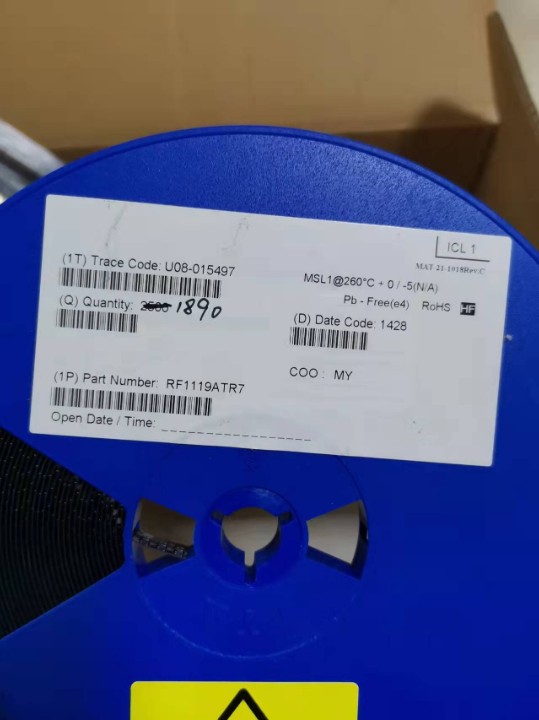 ICL 1
MAT-21-1918Rev:C
(1T) Trace Code: U08-015497
MSL1@260°C + 0 / -5(N/A)
Pb - Free(e4) RoHS HF
(Q) Quantity: 2500 1890
(D) Date Code: 1428
COO : MY
(1P) Part Number: RF1119ATR7
Open Date / Time: _ _ _ _ _ _ _ _ _ _ _ _ _ _